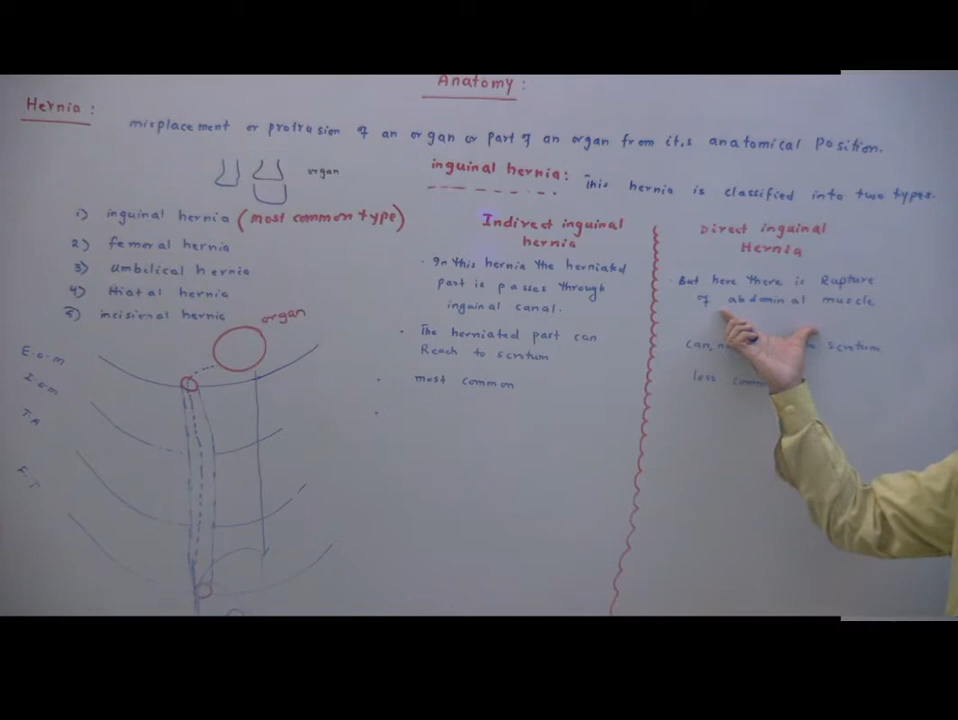 Anatomy :
Hernia :
misplacement or protrusion of an organ or part of an organ from it,s anatomical position.
organ
inguinal hernia : This hernia is classified into two types.
1) inguinal hernia (most common type)
2) femoral hernia
3) umbilical hernia
4) Hiatal hernia
5) incisional hernia
organ
E.o.m
I.o.m
T.A
F.T
Indirect inguinal
hernia
. In this hernia the herniated
part is passes through
inguinal canal.
. The herniated part can
Reach to scrtum
. most common
.
Direct inguinal
Hernia
. But here there is Rapture
of abdominal muscle
can, scrtum
less